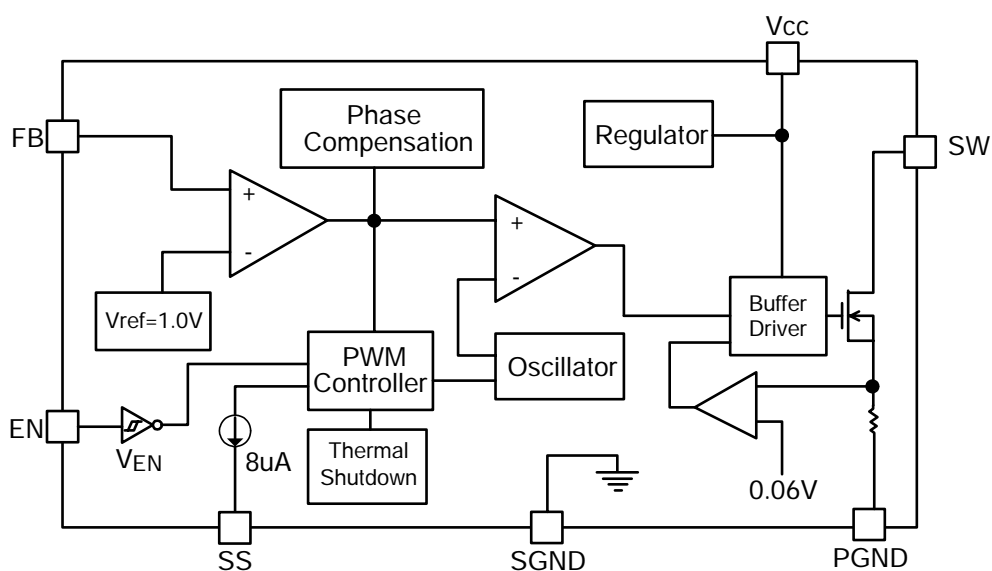 Vcc
Phase
Compensation
Regulator
FB
SW
+
-
+
-
Vref=1.0V
Buffer
Driver
PWM
Controller
Oscillator
EN
VEN
8uA
Thermal
Shutdown
0.06V
SS
SGND
PGND